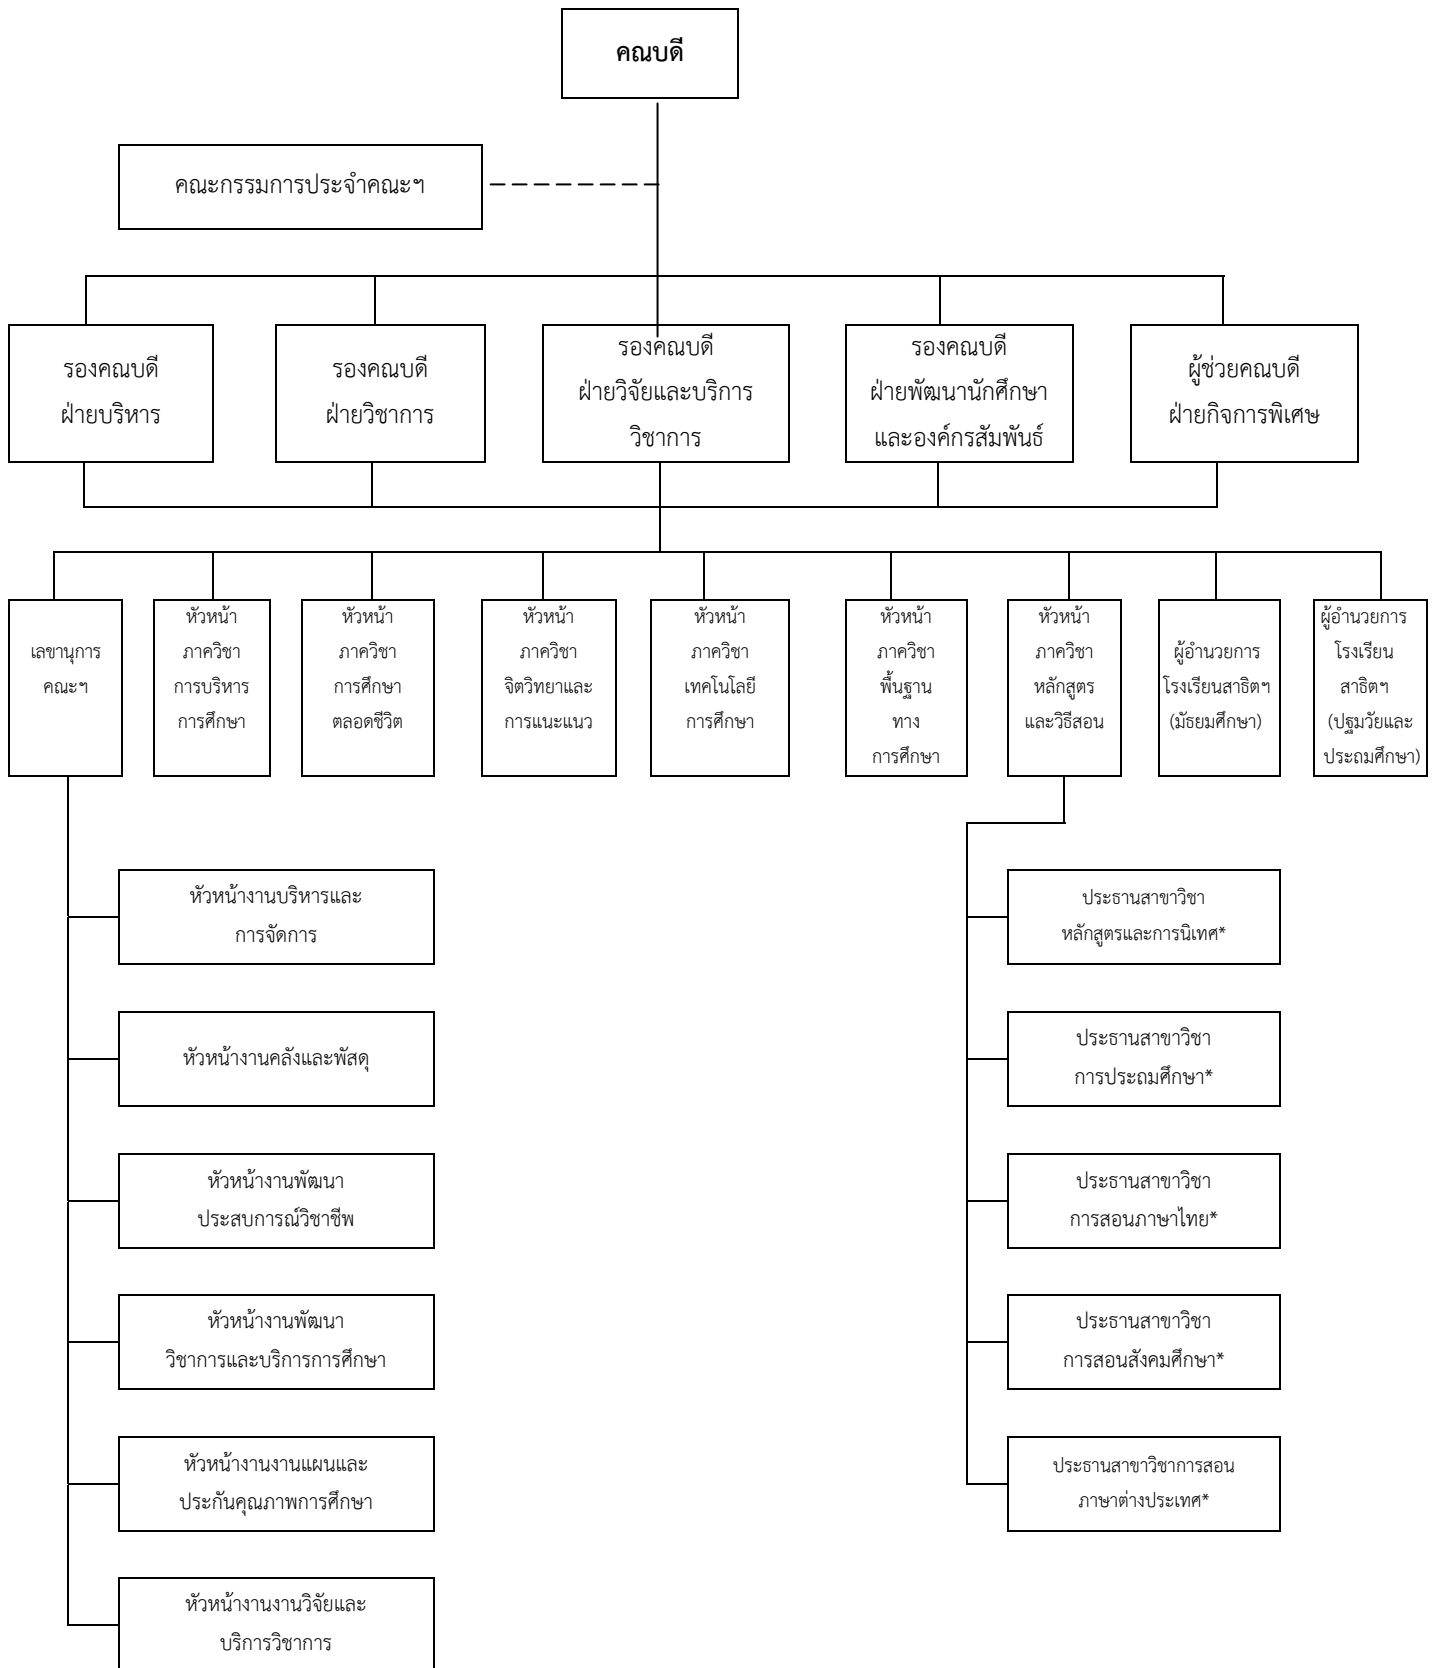 คณบดี
คณะกรรมการประจำคณะฯ
รองคณบดี
ฝ่ายบริหาร
รองคณบดี
ฝ่ายวิชาการ
รองคณบดี
ฝ่ายวิจัยและบริการ
วิชาการ
รองคณบดี
ฝ่ายพัฒนานักศึกษา
และองค์กรสัมพันธ์
ผู้ช่วยคณบดี
ฝ่ายกิจการพิเศษ
เลขานุการ
คณะฯ
หัวหน้า
ภาควิชา
การบริหาร
การศึกษา
หัวหน้า
ภาควิชา
การศึกษา
ตลอดชีวิต
หัวหน้า
ภาควิชา
จิตวิทยาและ
การแนะแนว
หัวหน้า
ภาควิชา
เทคโนโลยี
การศึกษา
หัวหน้า
ภาควิชา
พื้นฐาน
ทาง
การศึกษา
หัวหน้า
ภาควิชา
หลักสูตร
และวิธีสอน
ผู้อำนวยการ
โรงเรียนสาธิตฯ
(มัธยมศึกษา)
ผู้อำนวยการ
โรงเรียน
สาธิตฯ
(ปฐมวัยและ
ประถมศึกษา)
หัวหน้างานบริหารและ
การจัดการ
หัวหน้างานคลังและพัสดุ
หัวหน้างานพัฒนา
ประสบการณ์วิชาชีพ
หัวหน้างานพัฒนา
วิชาการและบริการการศึกษา
หัวหน้างานงานแผนและ
ประกันคุณภาพการศึกษา
หัวหน้างานงานวิจัยและ
บริการวิชาการ
ประธานสาขาวิชา
หลักสูตรและการนิเทศ*
ประธานสาขาวิชา
การประถมศึกษา*
ประธานสาขาวิชา
การสอนภาษาไทย*
ประธานสาขาวิชา
การสอนสังคมศึกษา*
ประธานสาขาวิชาการสอน
ภาษาต่างประเทศ*